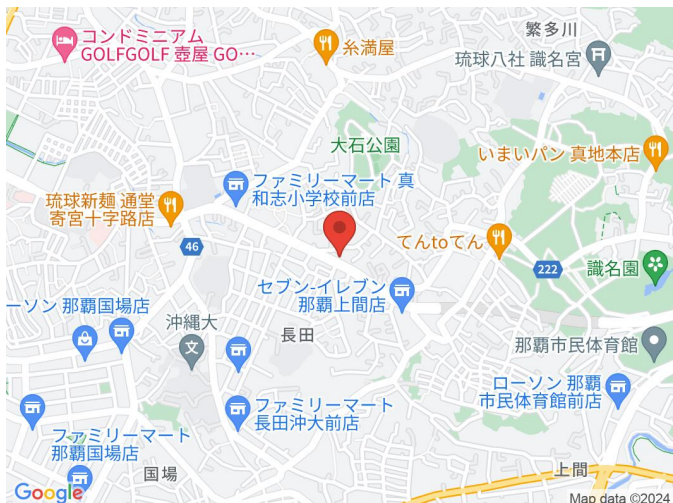 コンドミニアム
GOLFGOLF 壺屋 GO…
糸満屋
繁多川
琉球八社 識名宮
大石公園
いまいパン 真地本店
ファミリーマート 真
和志小学校前店
琉球新麺 通堂
寄宮十字路店
46
てんtoてん
222
識名園
セブン-イレブン
那覇上間店
ーソン 那覇国場店
沖縄大
長田
那覇市民体育館
ローソン 那覇
市民体育館前店
ファミリーマート
長田沖大前店
ファミリーマート
那覇国場店
国場
上間
Google
Map data ©2024